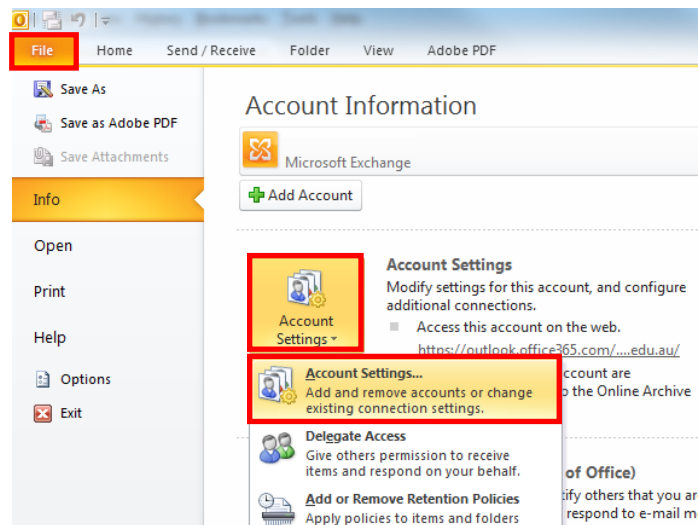 File Home Send / Receive Folder View Adobe PDF
Save As
Save as Adobe PDF
Save Attachments
Info
Open
Print
Help
Options
Exit
Account Information
Microsoft Exchange
Add Account
Account
Settings
Account Settings
Modify settings for this account, and configure
additional connections.
Access this account on the web.
https://outlook.office365.com/....edu.au/
ccount are
o the Online Archive
Account Settings...
Add and remove accounts or change
existing connection settings.
Delegate Access
Give others permission to receive
items and respond on your behalf.
Add or Remove Retention Policies
Apply policies to items and folders
of Office)
tify others that you ar
respond to e-mail m